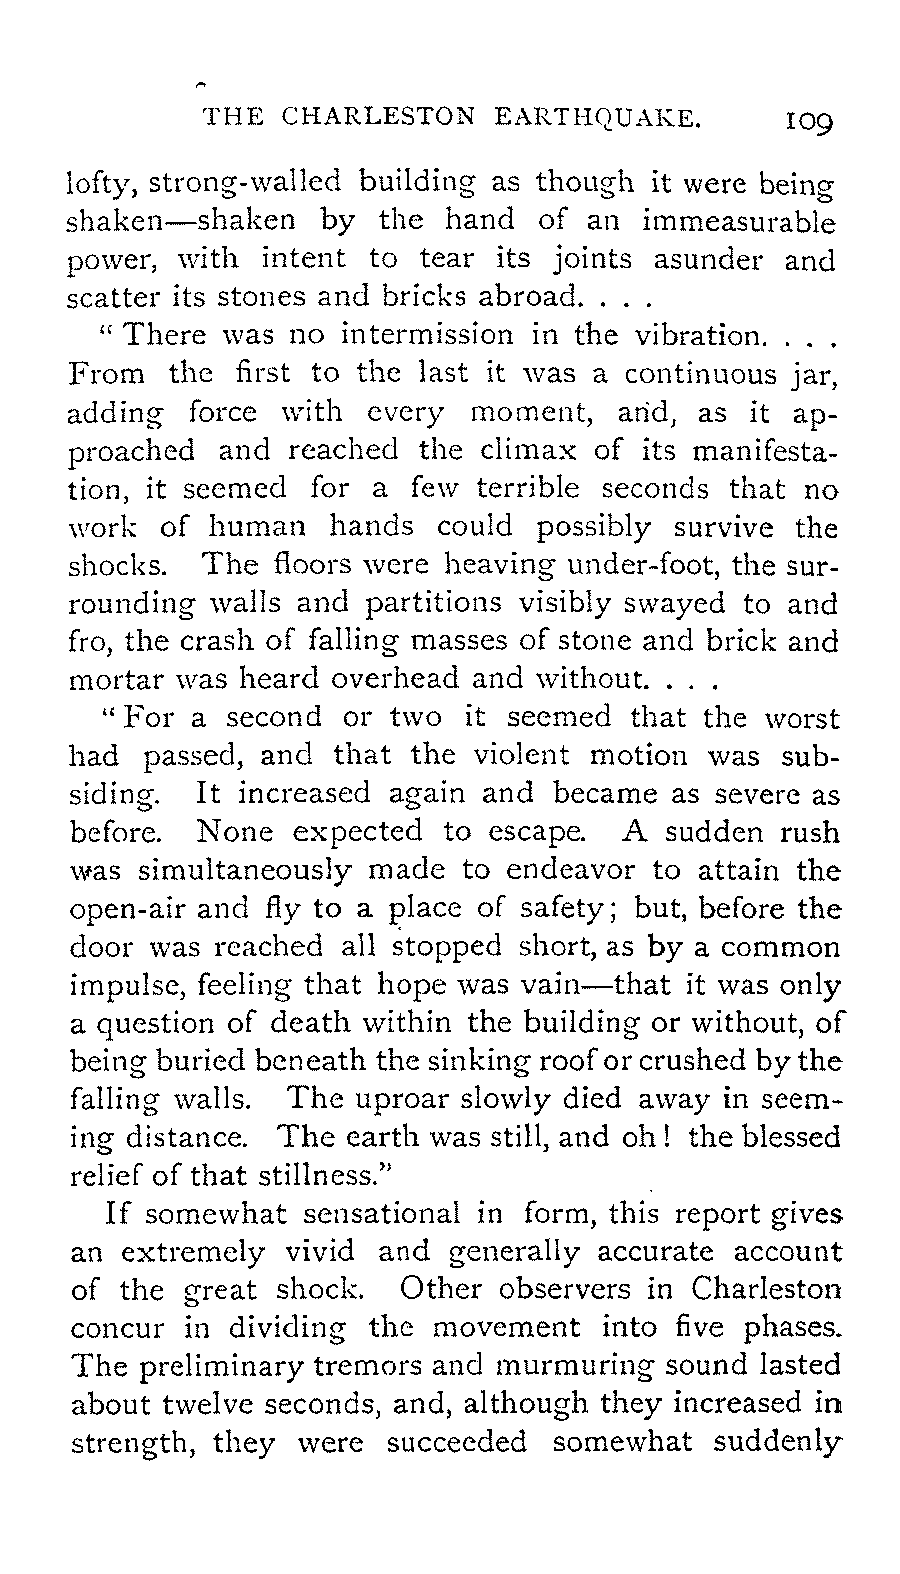 THE CHARLESTON EARTHQUAKE. 109
lofty, strong-walled building as though it were being
shaken—shaken by the hand of an immeasurable
power, with intent to tear its joints asunder and
scatter its stones and bricks abroad. . . .
“ There was no intermission in the vibration. . . .
From the first to the last it was a continuous jar,
adding force with every moment, and, as it ap-
proached and reached the climax of its manifesta-
tion, it seemed for a few terrible seconds that no
work of human hands could possibly survive the
shocks. The floors were heaving under-foot, the sur-
rounding walls and partitions visibly swayed to and
fro, the crash of falling masses of stone and brick and
mortar was heard overhead and without. . . .
“ For a second or two it seemed that the worst
had passed, and that the violent motion was sub-
siding. It increased again and became as severe as
before. None expected to escape. A sudden rush
was simultaneously made to endeavor to attain the
open-air and fly to a place of safety; but, before the
door was reached all stopped short, as by a common
impulse, feeling that hope was vain—that it was only
a question of death within the building or without, of
being buried beneath the sinking roof or crushed by the
falling walls. The uproar slowly died away in seem-
ing distance. The earth was still, and oh! the blessed
relief of that stillness.”
If somewhat sensational in form, this report gives
an extremely vivid and generally accurate account
of the great shock. Other observers in Charleston
concur in dividing the movement into five phases.
The preliminary tremors and murmuring sound lasted
about twelve seconds, and, although they increased in
strength, they were succeeded somewhat suddenly